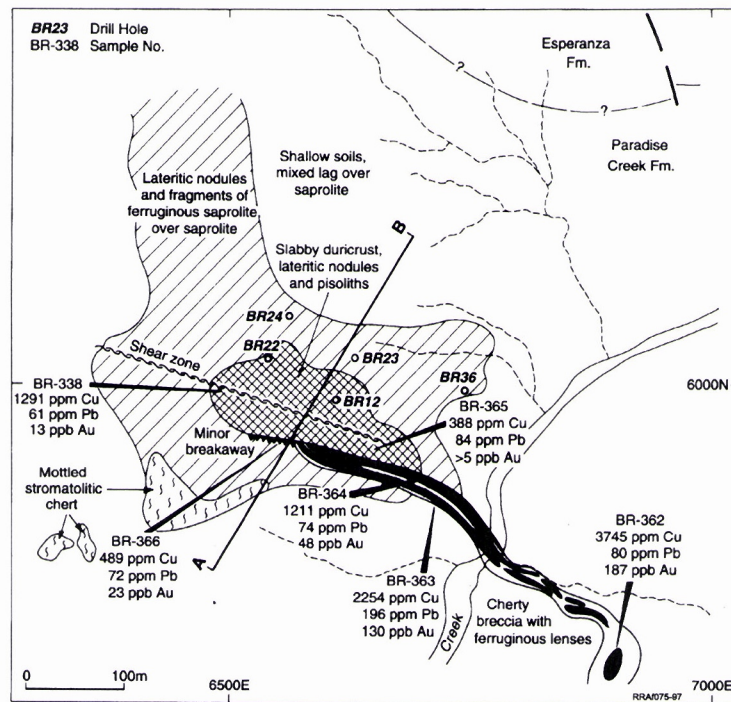 BR23 Drill Hole
BR-338 Sample No.
Esperanza
Fm.
?
?
Paradise
Creek Fm.
Shallow soils,
mixed lag over
saprolite
Lateritic nodules
and fragments of
ferruginous saprolite
over saprolite
B
Slabby duricrust,
lateritic nodules
and pisoliths
BR24
BR22
BR23
BR36
BR12
Shear zone
6000N
BR-338
1291 ppm Cu
61 ppm Pb
13 ppb Au
BR-365
388 ppm Cu
84 ppm Pb
>5 ppb Au
Minor
breakaway
Mottled
stromatolitic
chert
BR-364
1211 ppm Cu
74 ppm Pb
48 ppb Au
BR-366
489 ppm Cu
72 ppm Pb
23 ppb Au
A
BR-362
3745 ppm Cu
80 ppm Pb
187 ppb Au
BR-363
2254 ppm Cu
196 ppm Pb
130 ppb Au
Creek
Cherty
breccia with
ferruginous lenses
0 100m
6500E
7000E
RRAf075-97